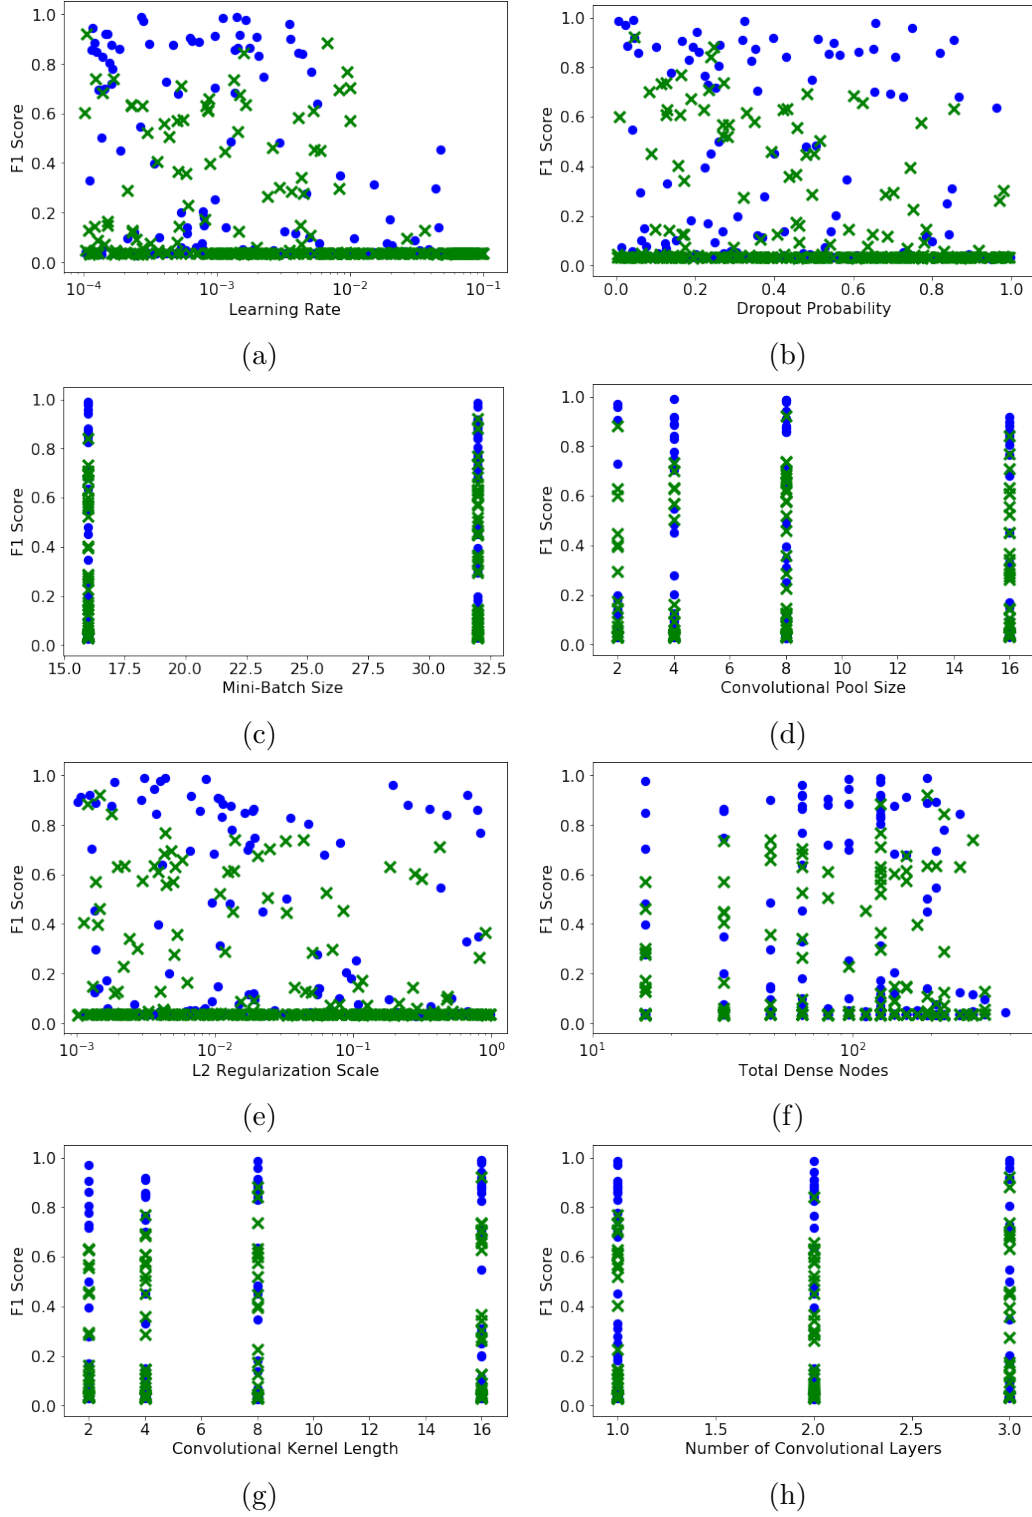 1.0
0.8
0.6
0.4
0.2
0.0
F1 Score
10⁻⁴ 10⁻³ 10⁻² 10⁻¹
Learning Rate
(a)
1.0
0.8
0.6
0.4
0.2
0.0
F1 Score
0.0 0.2 0.4 0.6 0.8 1.0
Dropout Probability
(b)
1.0
0.8
0.6
0.4
0.2
0.0
F1 Score
15.0 17.5 20.0 22.5 25.0 27.5 30.0 32.5
Mini-Batch Size
(c)
1.0
0.8
0.6
0.4
0.2
0.0
F1 Score
2 4 6 8 10 12 14 16
Convolutional Pool Size
(d)
1.0
0.8
0.6
0.4
0.2
0.0
F1 Score
10⁻³ 10⁻² 10⁻¹ 10⁰
L2 Regularization Scale
(e)
1.0
0.8
0.6
0.4
0.2
0.0
F1 Score
10¹ 10²
Total Dense Nodes
(f)
1.0
0.8
0.6
0.4
0.2
0.0
F1 Score
2 4 6 8 10 12 14 16
Convolutional Kernel Length
(g)
1.0
0.8
0.6
0.4
0.2
0.0
F1 Score
1.0 1.5 2.0 2.5 3.0
Number of Convolutional Layers
(h)